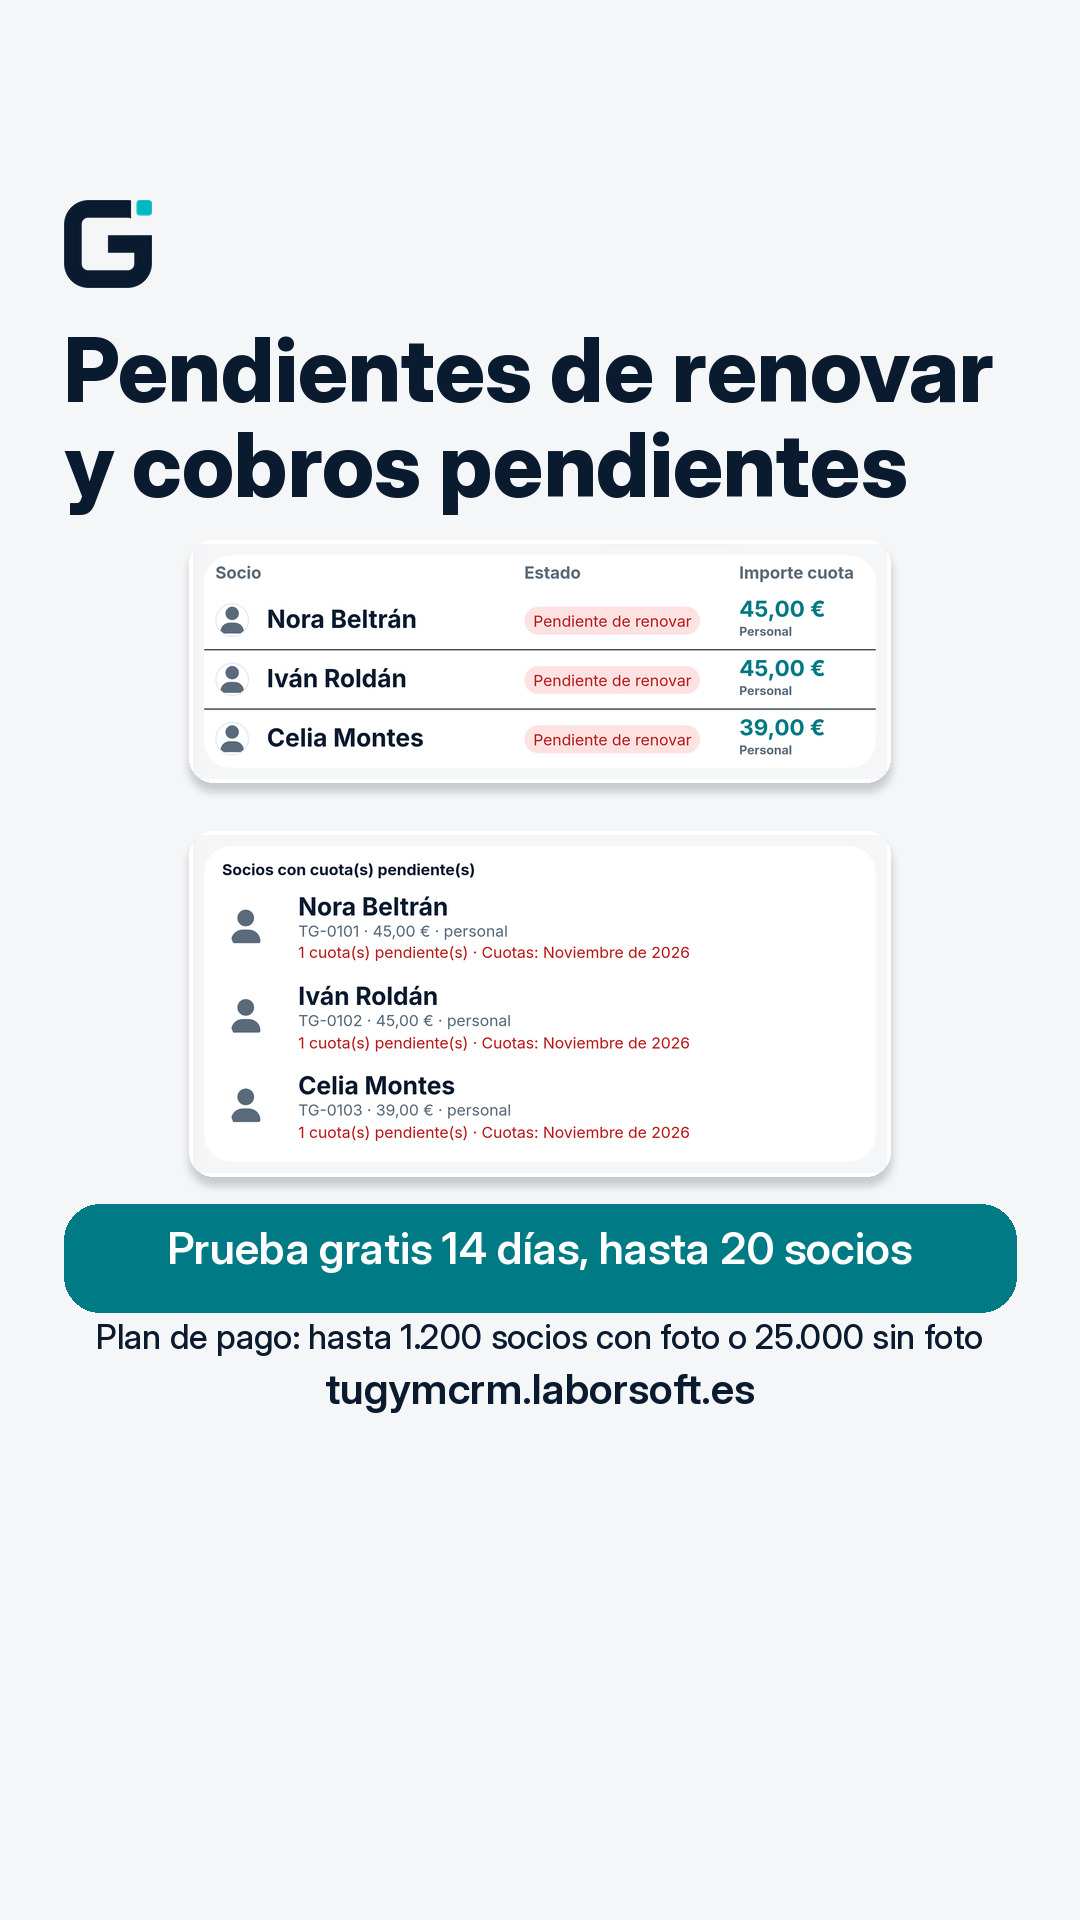 G
Pendientes de renovar
y cobros pendientes
Socio Estado Importe cuota
Nora Beltrán Pendiente de renovar 45,00 €
Personal
Iván Roldán Pendiente de renovar 45,00 €
Personal
Celia Montes Pendiente de renovar 39,00 €
Personal
Socios con cuota(s) pendiente(s)
Nora Beltrán
TG-0101 · 45,00 € · personal
1 cuota(s) pendiente(s) · Cuotas: Noviembre de 2026
Iván Roldán
TG-0102 · 45,00 € · personal
1 cuota(s) pendiente(s) · Cuotas: Noviembre de 2026
Celia Montes
TG-0103 · 39,00 € · personal
1 cuota(s) pendiente(s) · Cuotas: Noviembre de 2026
Prueba gratis 14 días, hasta 20 socios
Plan de pago: hasta 1.200 socios con foto o 25.000 sin foto
tugymcrm.laborsoft.es